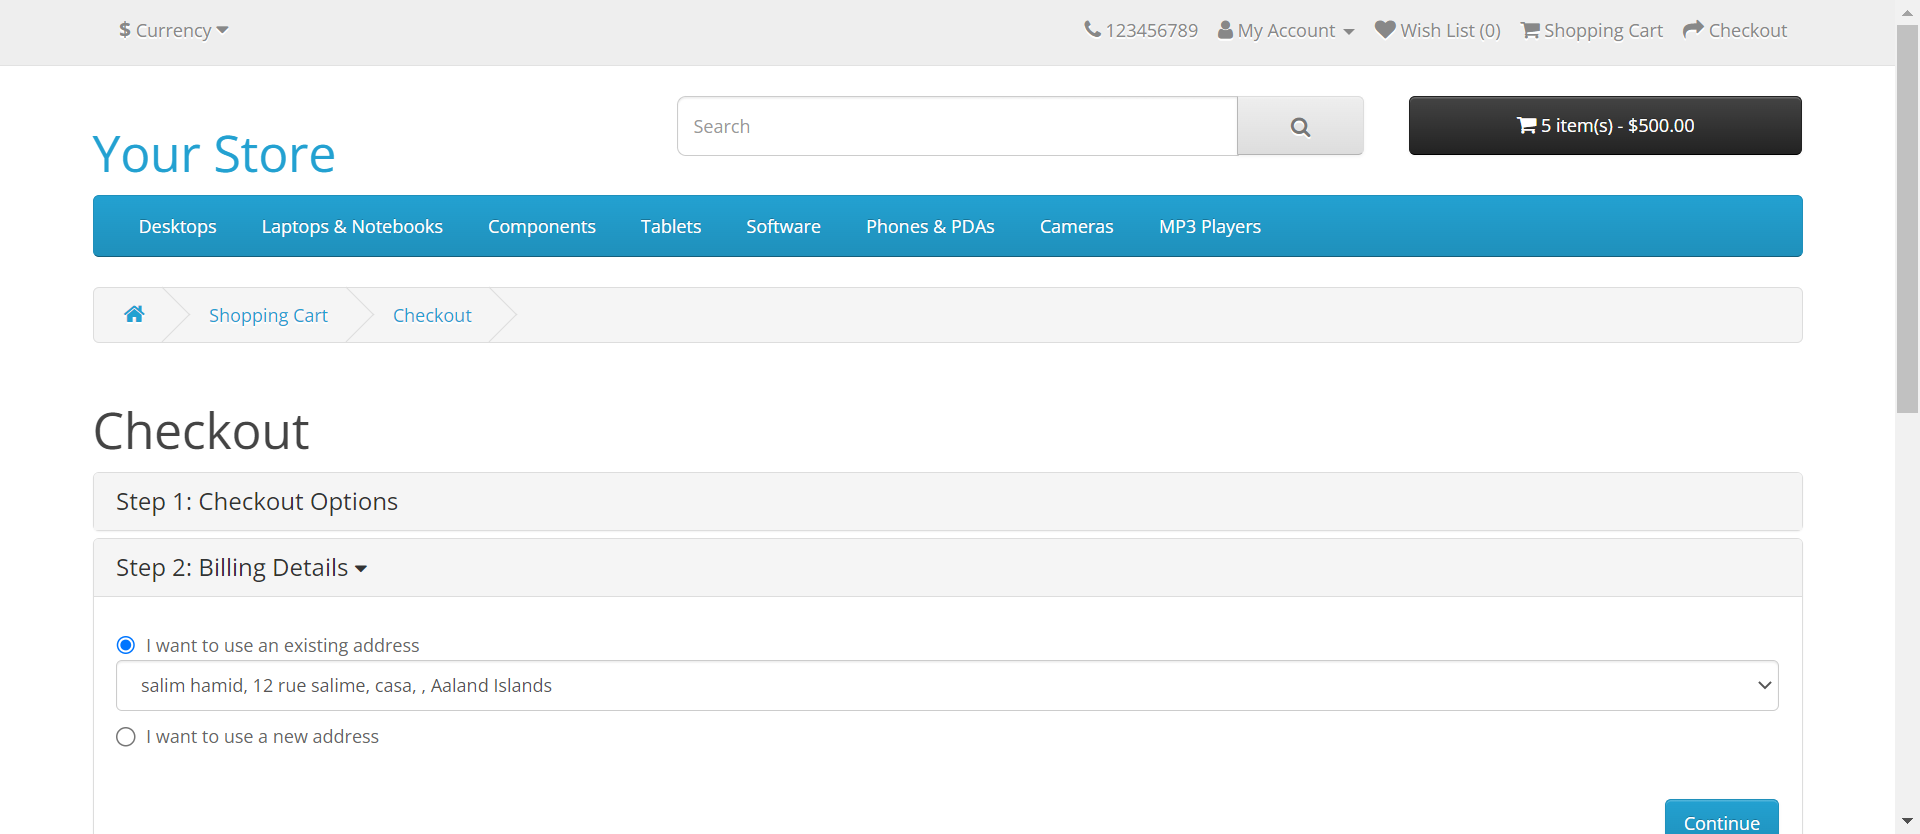 $ Currency
123456789 My Account Wish List (0) Shopping Cart Checkout
Your Store
Search
5 item(s) - $500.00
Desktops Laptops & Notebooks Components Tablets Software Phones & PDAs Cameras MP3 Players
Shopping Cart Checkout
Checkout
Step 1: Checkout Options
Step 2: Billing Details
I want to use an existing address
salim hamid, 12 rue salime, casa, , Aaland Islands
I want to use a new address
Continue